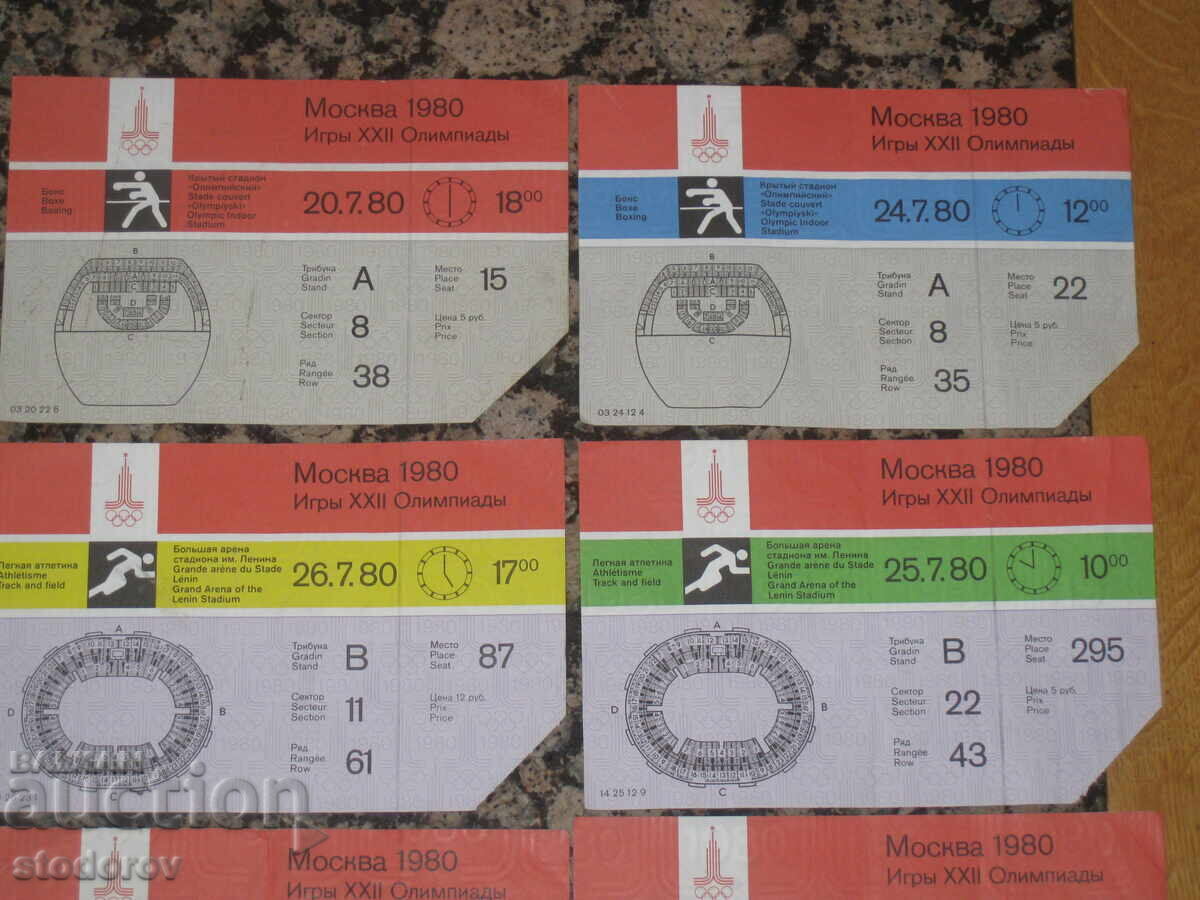 Москва 1980
Игры XXII Олимпиады
Бокс
Boxe
Boxing
Крытый стадион
«Олимпийский»
Stade couvert
«Olympiyski»
Olympic Indoor
Stadium
20.7.80
18⁰⁰
B
A
C
D
C
Трибуна
Gradin
Stand
A
Место
Place
Seat
15
Сектор
Secteur
Section
8
Цена 5 руб.
Prix
Price
Ряд
Rangée
Row
38
03 20 22 6
Москва 1980
Игры XXII Олимпиады
Бокс
Boxe
Boxing
Крытый стадион
«Олимпийский»
Stade couvert
«Olympiyski»
Olympic Indoor
Stadium
24.7.80
12⁰⁰
B
A
C
D
C
Трибуна
Gradin
Stand
A
Место
Place
Seat
22
Сектор
Secteur
Section
8
Цена 5 руб.
Prix
Price
Ряд
Rangée
Row
35
03 24 12 4
Москва 1980
Игры XXII Олимпиады
Легкая атлетика
Athlétisme
Track and field
Большая арена
стадиона им. Ленина
Grande arène du Stade
Lénin
Grand Arena of the
Lenin Stadium
26.7.80
17⁰⁰
A
D
B
C
Трибуна
Gradin
Stand
B
Место
Place
Seat
87
Сектор
Secteur
Section
11
Цена 12 руб.
Prix
Price
Ряд
Rangée
Row
61
Москва 1980
Игры XXII Олимпиады
Легкая атлетика
Athlétisme
Track and field
Большая арена
стадиона им. Ленина
Grande arène du Stade
Lénin
Grand Arena of the
Lenin Stadium
25.7.80
10⁰⁰
A
D
B
C
Трибуна
Gradin
Stand
B
Место
Place
Seat
295
Сектор
Secteur
Section
22
Цена 5 руб.
Prix
Price
Ряд
Rangée
Row
43
14 25 12 9
BALKAN
auction
stodorov
Москва 1980
Игры XXII Олимпиады
Москва 1980
Игры XXII Олимпиады